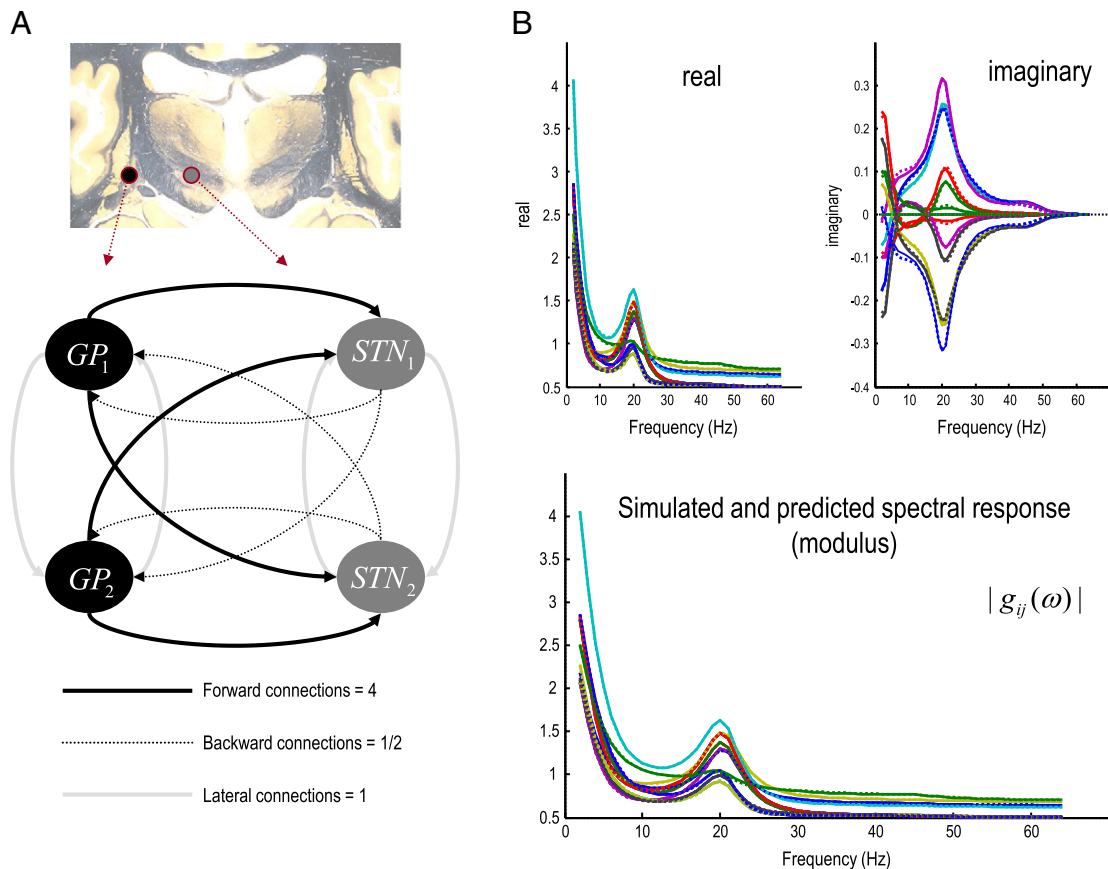 A
GP1
STN1
GP2
STN2
Forward connections = 4
Backward connections = 1/2
Lateral connections = 1
B
real
real
4
3.5
3
2.5
2
1.5
1
0.5
0 10 20 30 40 50 60
Frequency (Hz)
imaginary
imaginary
0.3
0.2
0.1
0
-0.1
-0.2
-0.3
-0.4
0 10 20 30 40 50 60
Frequency (Hz)
Simulated and predicted spectral response
(modulus)
| gij(ω) |
real
4
3.5
3
2.5
2
1.5
1
0.5
0 10 20 30 40 50 60
Frequency (Hz)